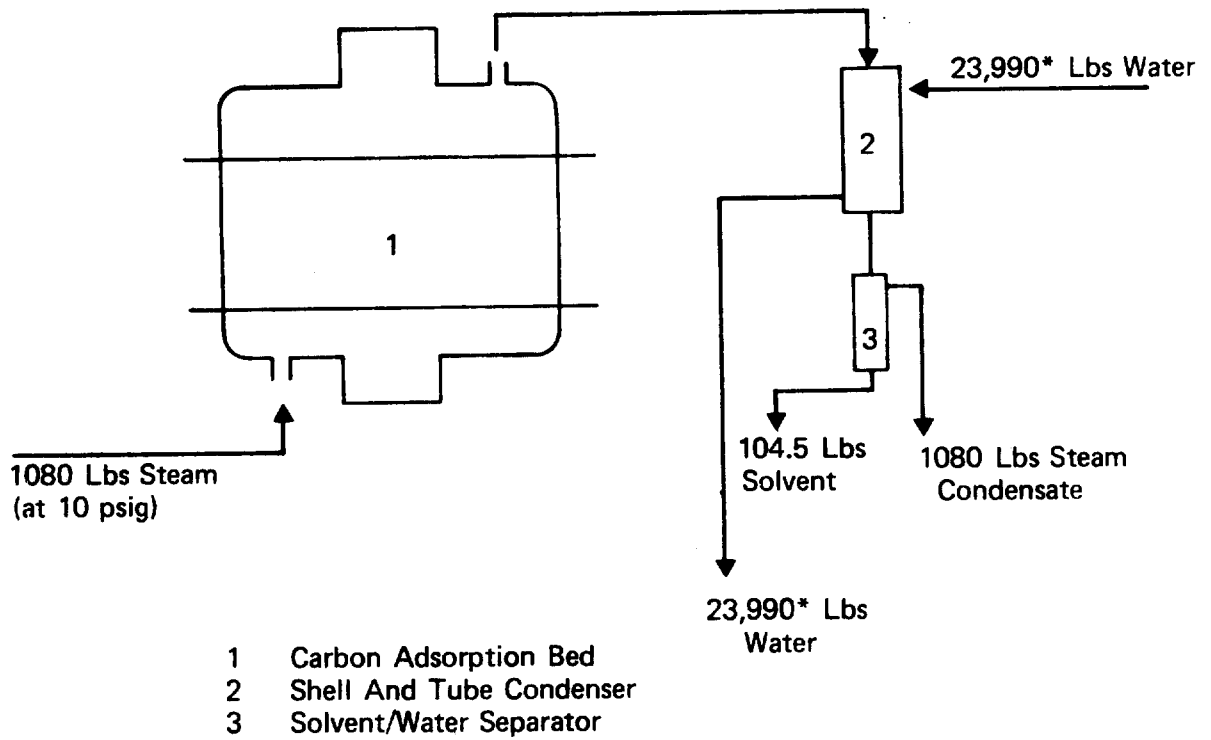 23,990* Lbs Water
2
1
3
1080 Lbs Steam
(at 10 psig)
104.5 Lbs
Solvent
1080 Lbs Steam
Condensate
23,990* Lbs
Water
1 Carbon Adsorption Bed
2 Shell And Tube Condenser
3 Solvent/Water Separator